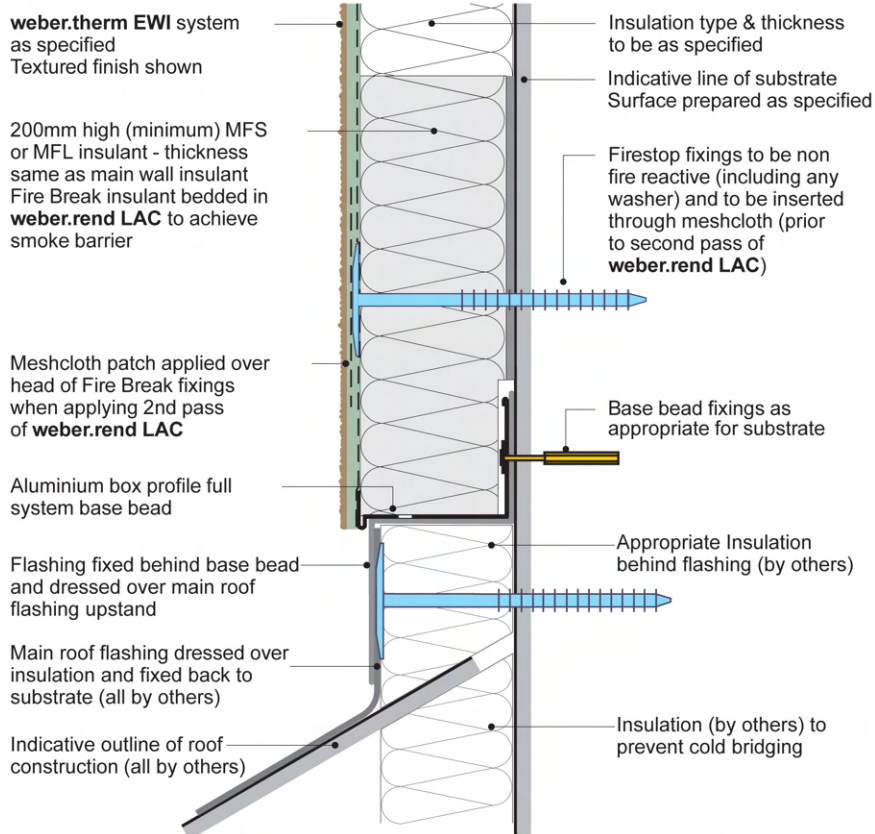 weber.therm EWI system
as specified
Textured finish shown
200mm high (minimum) MFS
or MFL insulant - thickness
same as main wall insulant
Fire Break insulant bedded in
weber.rend LAC to achieve
smoke barrier
Meshcloth patch applied over
head of Fire Break fixings
when applying 2nd pass
of weber.rend LAC
Aluminium box profile full
system base bead
Flashing fixed behind base bead
and dressed over main roof
flashing upstand
Main roof flashing dressed over
insulation and fixed back to
substrate (all by others)
Indicative outline of roof
construction (all by others)
Insulation type & thickness
to be as specified
Indicative line of substrate
Surface prepared as specified
Firestop fixings to be non
fire reactive (including any
washer) and to be inserted
through meshcloth (prior
to second pass of
weber.rend LAC)
Base bead fixings as
appropriate for substrate
Appropriate Insulation
behind flashing (by others)
Insulation (by others) to
prevent cold bridging